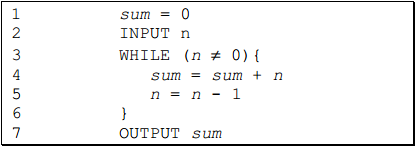 1 sum = 0
2 INPUT n
3 WHILE (n ≠ 0){
4 sum = sum + n
5 n = n - 1
6 }
7 OUTPUT sum